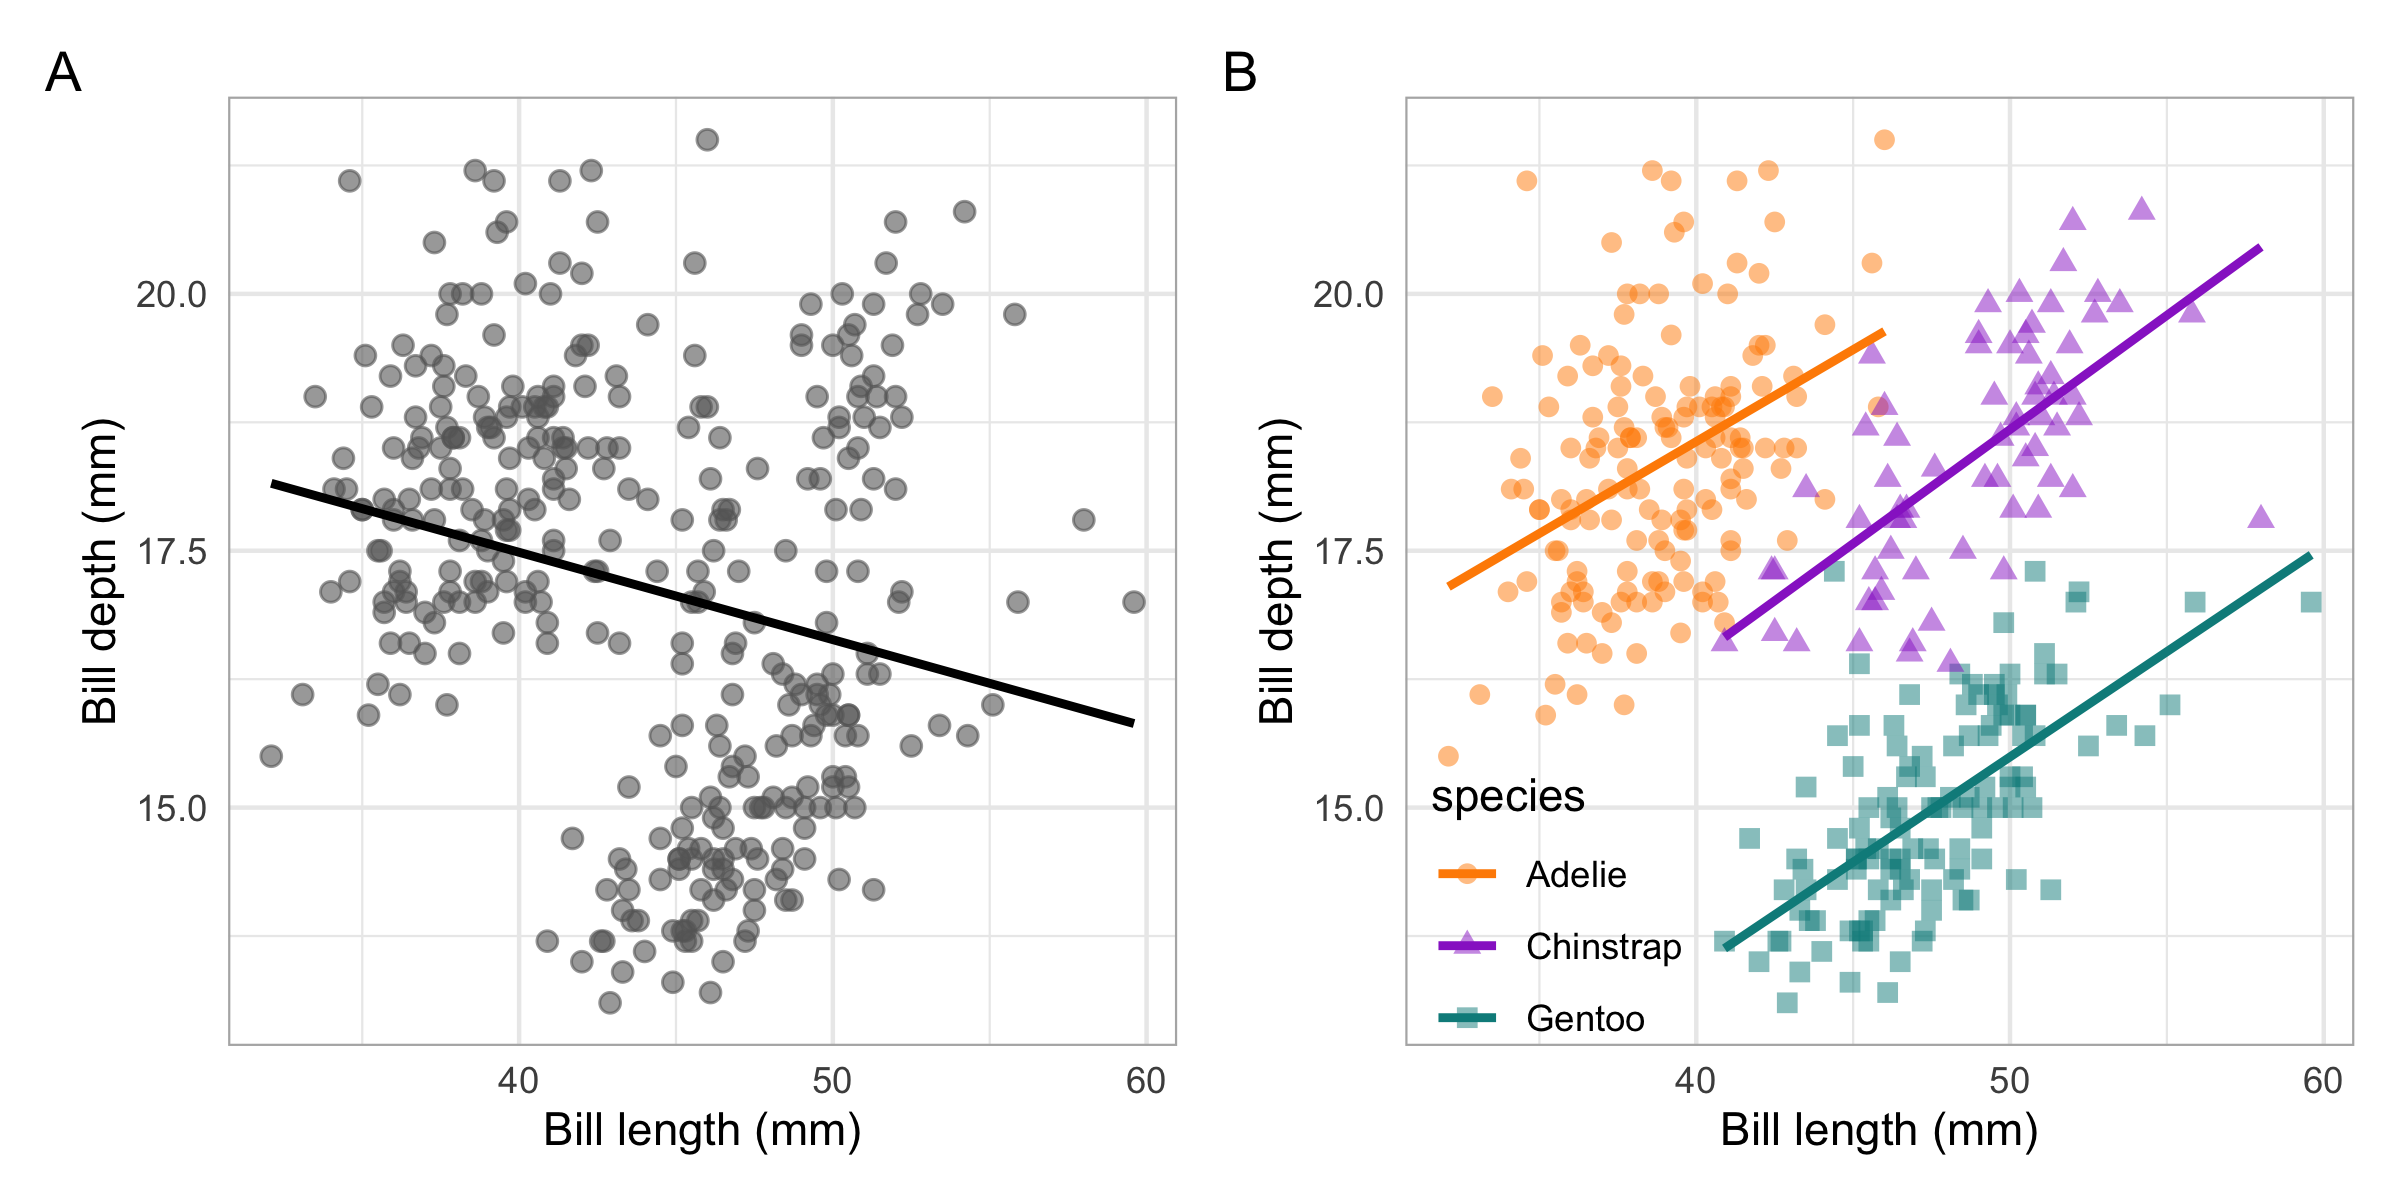 A
Bill depth (mm)
20.0
17.5
15.0
40 50 60
Bill length (mm)
B
Bill depth (mm)
20.0
17.5
15.0
species
Adelie
Chinstrap
Gentoo
40 50 60
Bill length (mm)